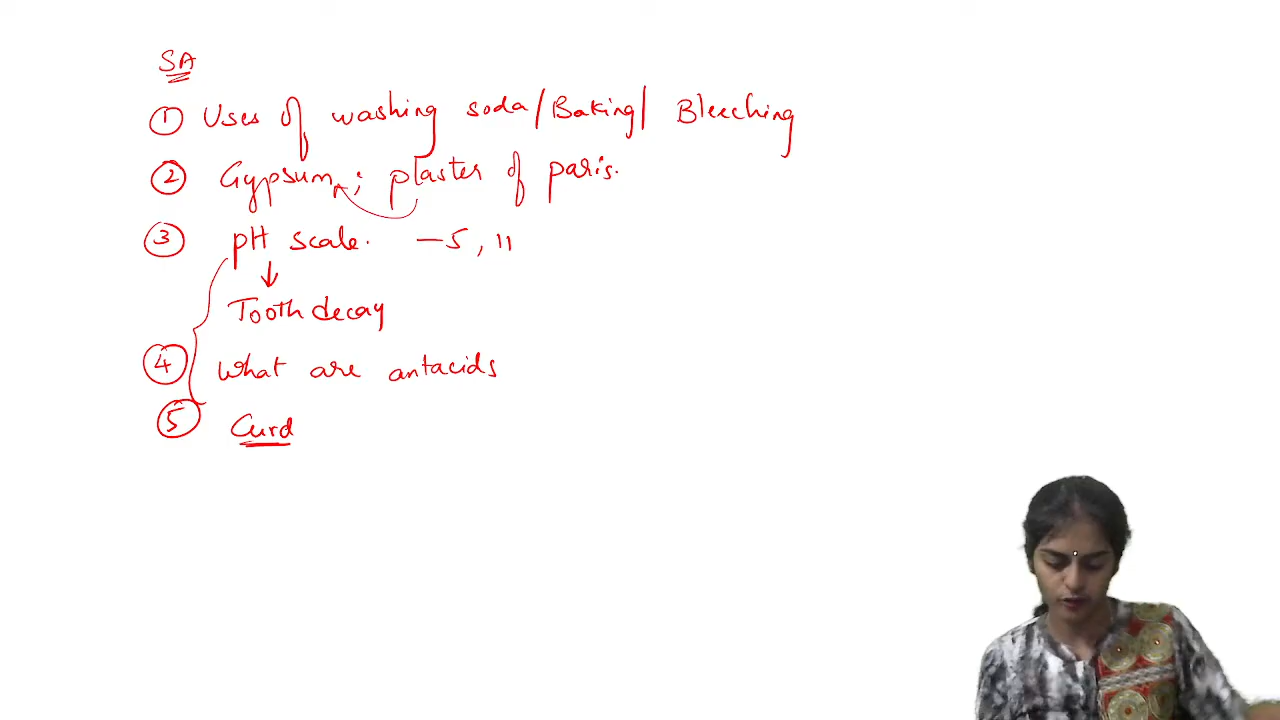 SA
① Uses of washing soda/Baking/ Bleeching
② Gypsum ; plaster of paris.
③ pH scale. – 5, 11
↓
Tooth decay
④ What are antacids
⑤ Curd